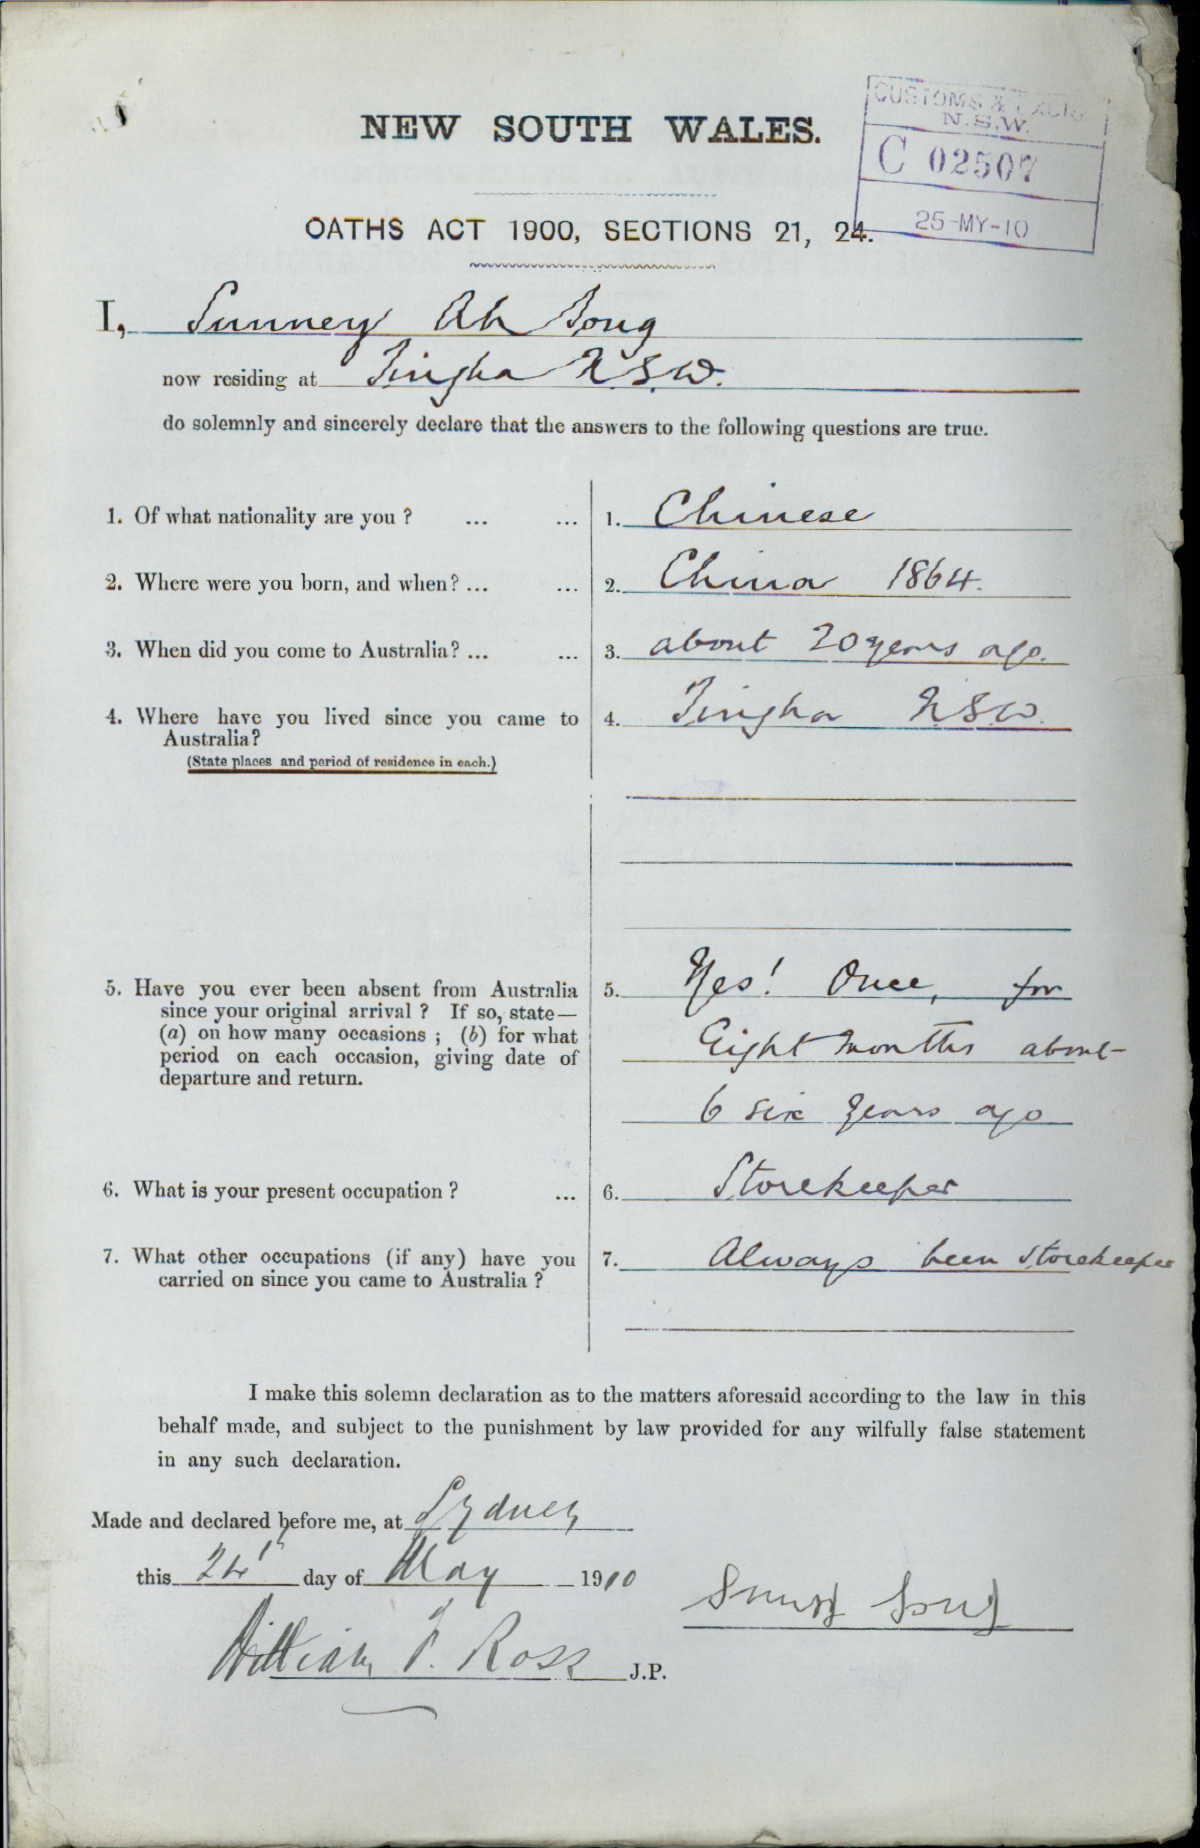 NEW SOUTH WALES.
CUSTOMS & EXCISE
N.S.W.
C 02507
25-MY-10
OATHS ACT 1900, SECTIONS 21, 24.
I, Sunney Ah Song
now residing at Tingha N.S.W.
do solemnly and sincerely declare that the answers to the following questions are true.
1. Of what nationality are you ? ... ... 1. Chinese
2. Where were you born, and when? ... ... 2. China 1864.
3. When did you come to Australia? ... ... 3. about 20 years ago.
4. Where have you lived since you came to 4. Tingha N.S.W.
Australia?
(State places and period of residence in each.)
5. Have you ever been absent from Australia 5. Yes! Once, for
since your original arrival ? If so, state—
(a) on how many occasions ; (b) for what
period on each occasion, giving date of Eight months about
departure and return.
6 six years ago
6. What is your present occupation ? ... 6. Storekeeper
7. What other occupations (if any) have you 7. Always been Storekeeper
carried on since you came to Australia ?
I make this solemn declaration as to the matters aforesaid according to the law in this
behalf made, and subject to the punishment by law provided for any wilfully false statement
in any such declaration.
Made and declared before me, at Sydney
this 24th day of May 1910
Song
William F. Ross J.P.